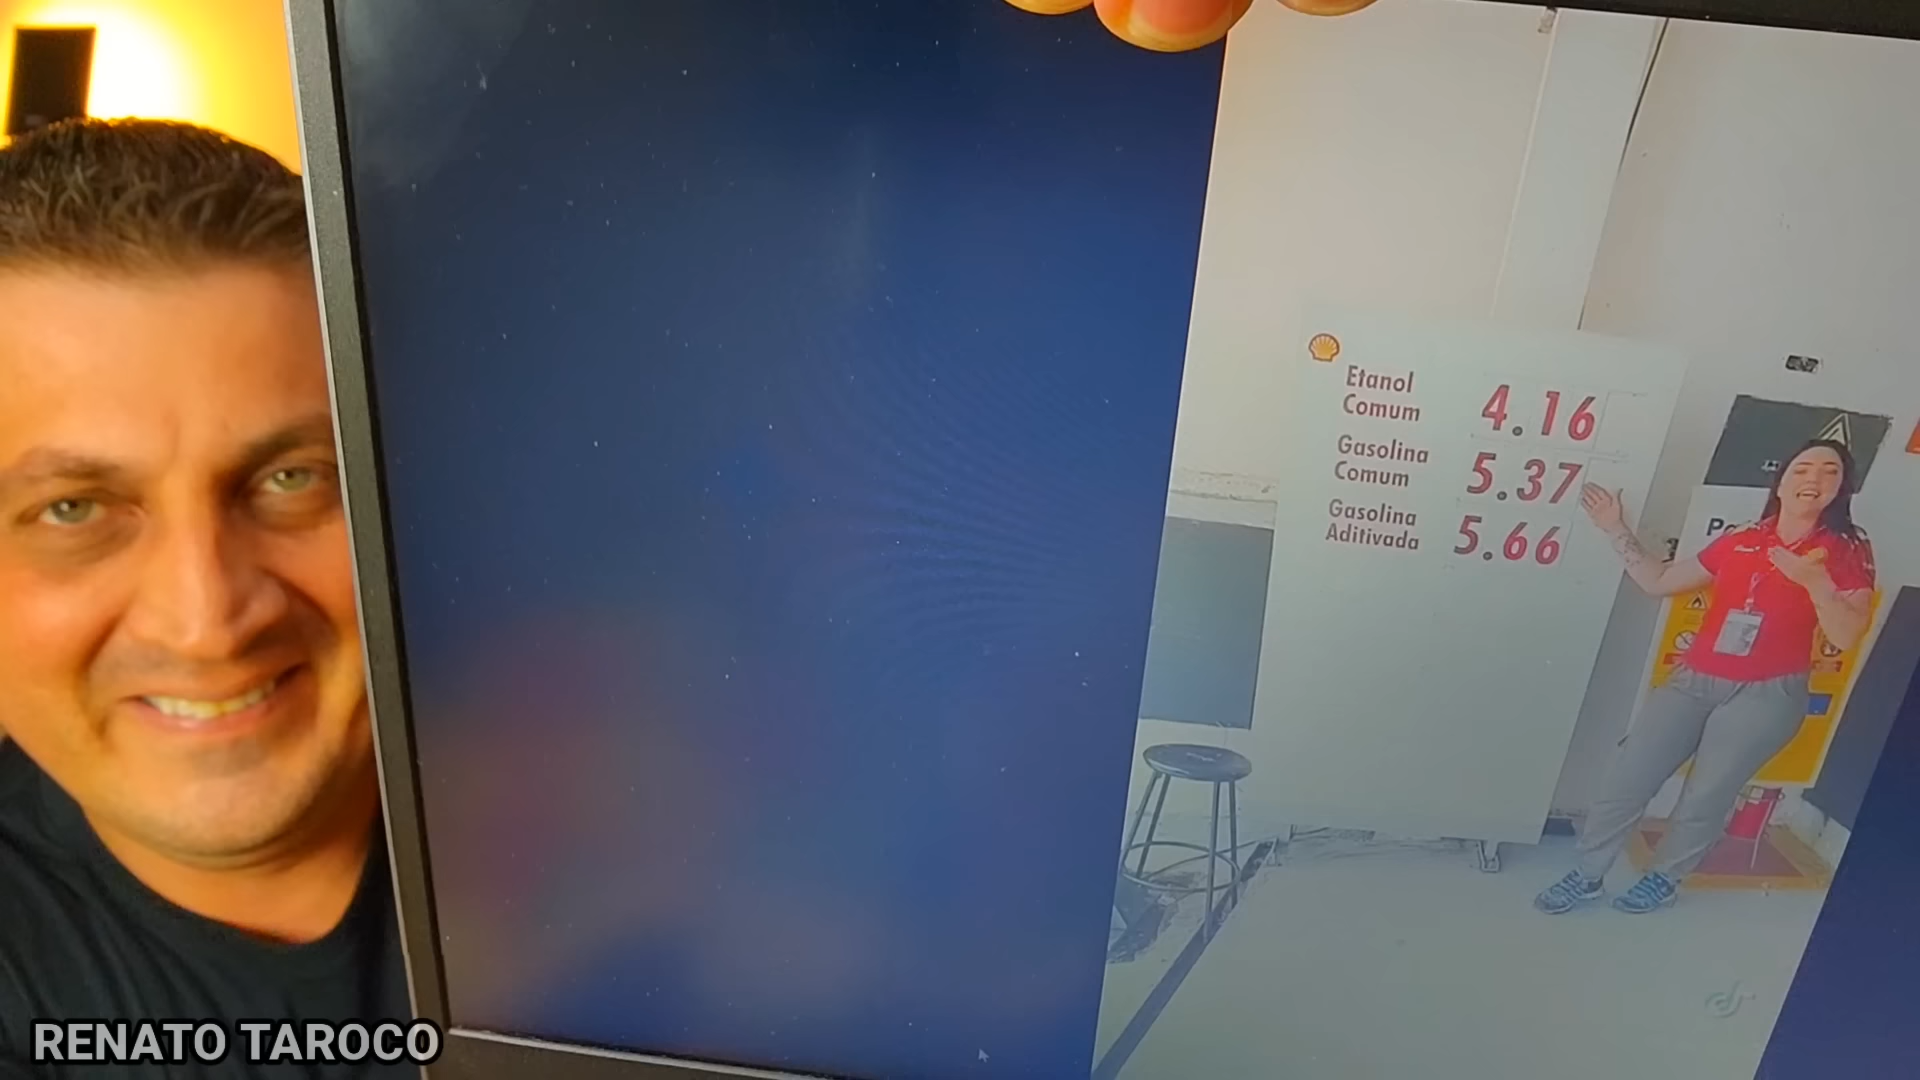 Etanol
Comum
4.16
Gasolina
Comum
5.37
Gasolina
Aditivada
5.66
RENATO TAROCO